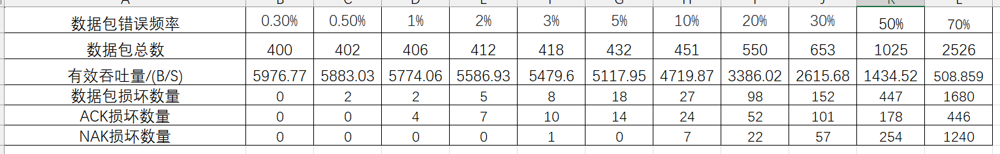 A B C D E F G H I J K L
数据包错误频率 0.30% 0.50% 1% 2% 3% 5% 10% 20% 30% 50% 70%
数据包总数 400 402 406 412 418 432 451 550 653 1025 2526
有效吞吐量/(B/S) 5976.77 5883.03 5774.06 5586.93 5479.6 5117.95 4719.87 3386.02 2615.68 1434.52 508.859
数据包损坏数量 0 2 2 5 8 18 27 98 152 447 1680
ACK损坏数量 0 0 4 7 10 14 24 52 101 178 446
NAK损坏数量 0 0 0 0 1 0 7 22 57 254 1240